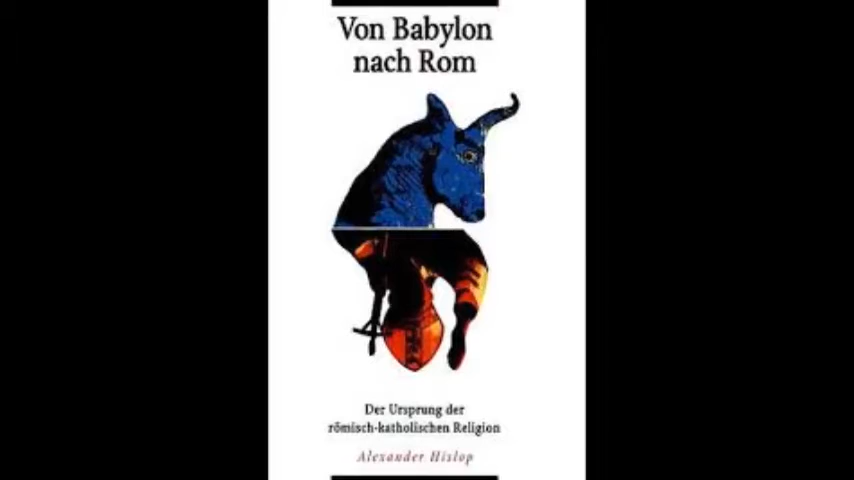 Von Babylon
nach Rom
Der Ursprung der
römisch-katholischen Religion
Alexander Hislop